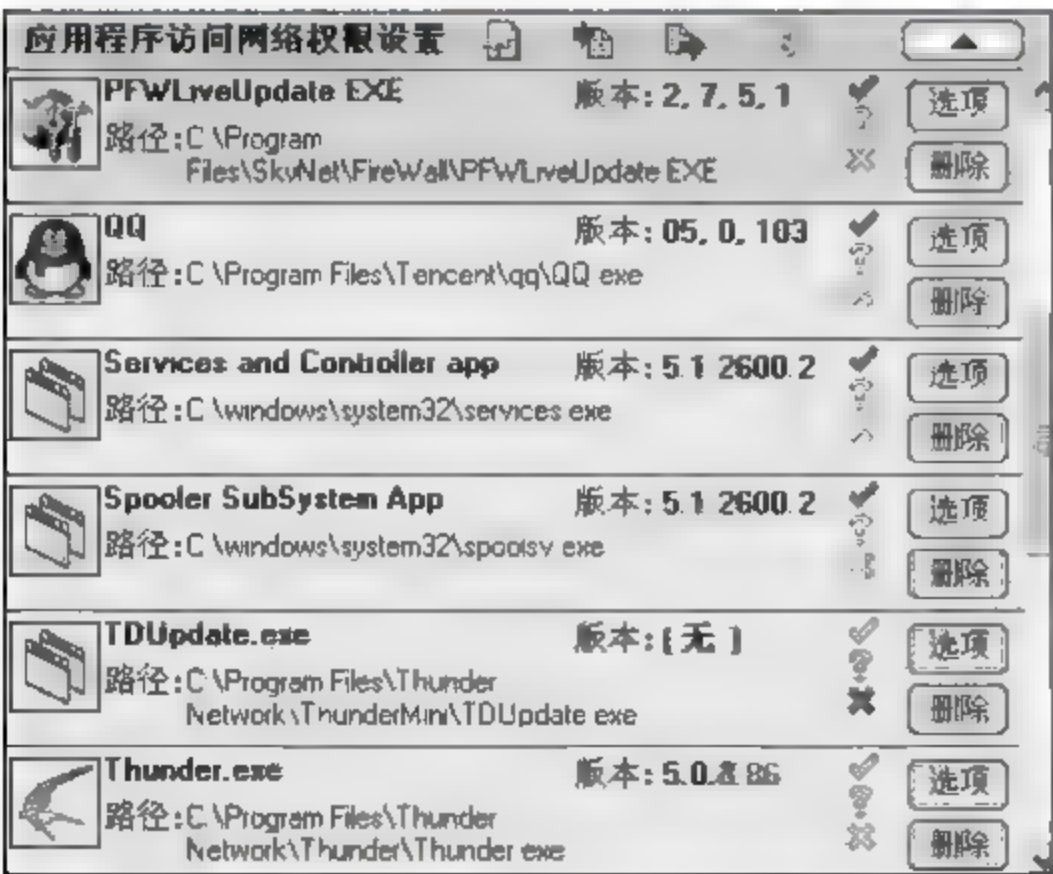 应用程序访问网络权限设置
PFWLiveUpdate EXE 版本: 2, 7, 5, 1 选项
路径:C \Program
Files\SkyNet\FireWall\PFWLiveUpdate EXE 删除
QQ 版本: 05, 0, 103 选项
路径:C \Program Files\Tencent\qq\QQ exe 删除
Services and Controller app 版本: 5.1 2600.2 选项
路径:C \windows\system32\services exe 删除
Spooler SubSystem App 版本: 5.1 2600.2 选项
路径:C \windows\system32\spoolsv exe 删除
TDUpdate.exe 版本: [ 无 ] 选项
路径:C \Program Files\Thunder
Network\ThunderMini\TDUpdate exe 删除
Thunder.exe 版本: 5.0. 86 选项
路径:C \Program Files\Thunder
Network\Thunder\Thunder exe 删除